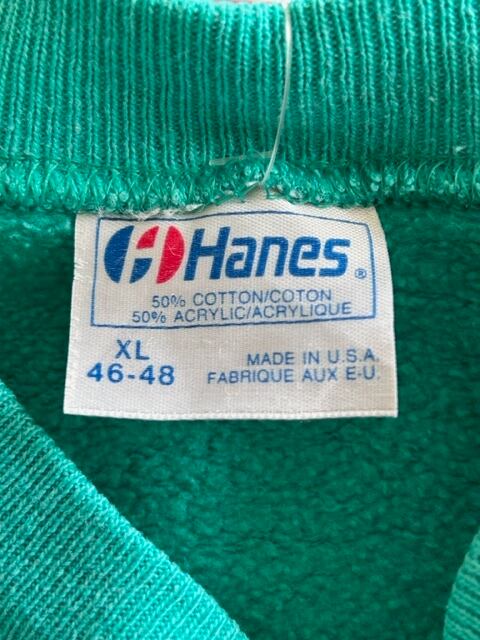 Hanes®
50% COTTON/COTON
50% ACRYLIC/ACRYLIQUE
XL
46-48
MADE IN U.S.A.
FABRIQUE AUX E-U.